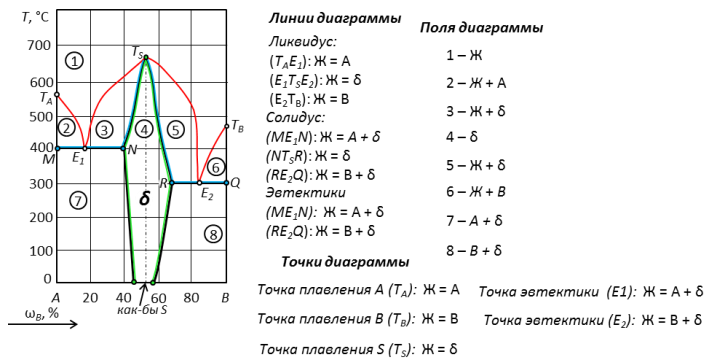 T, °C
700
600
500
400
300
200
100
0
T_A
M
1
2
3
4
5
6
7
8
T_S
T_B
E_1
N
R
E_2
Q
δ
A
20
40
60
80
B
как-бы S
ω_B, %
Линии диаграммы
Ликвидус:
(T_AE_1): Ж = А
(E_1T_SE_2): Ж = δ
(E_2T_B): Ж = В
Солидус:
(ME_1N): Ж = А + δ
(NT_SR): Ж = δ
(RE_2Q): Ж = В + δ
Эвтектики
(ME_1N): Ж = А + δ
(RE_2Q): Ж = В + δ
Поля диаграммы
1 – Ж
2 – Ж + А
3 – Ж + δ
4 – δ
5 – Ж + δ
6 – Ж + В
7 – А + δ
8 – В + δ
Точки диаграммы
Точка плавления А (T_A): Ж = А
Точка плавления В (T_B): Ж = В
Точка плавления S (T_S): Ж = δ
Точка эвтектики (E1): Ж = А + δ
Точка эвтектики (E_2): Ж = В + δ